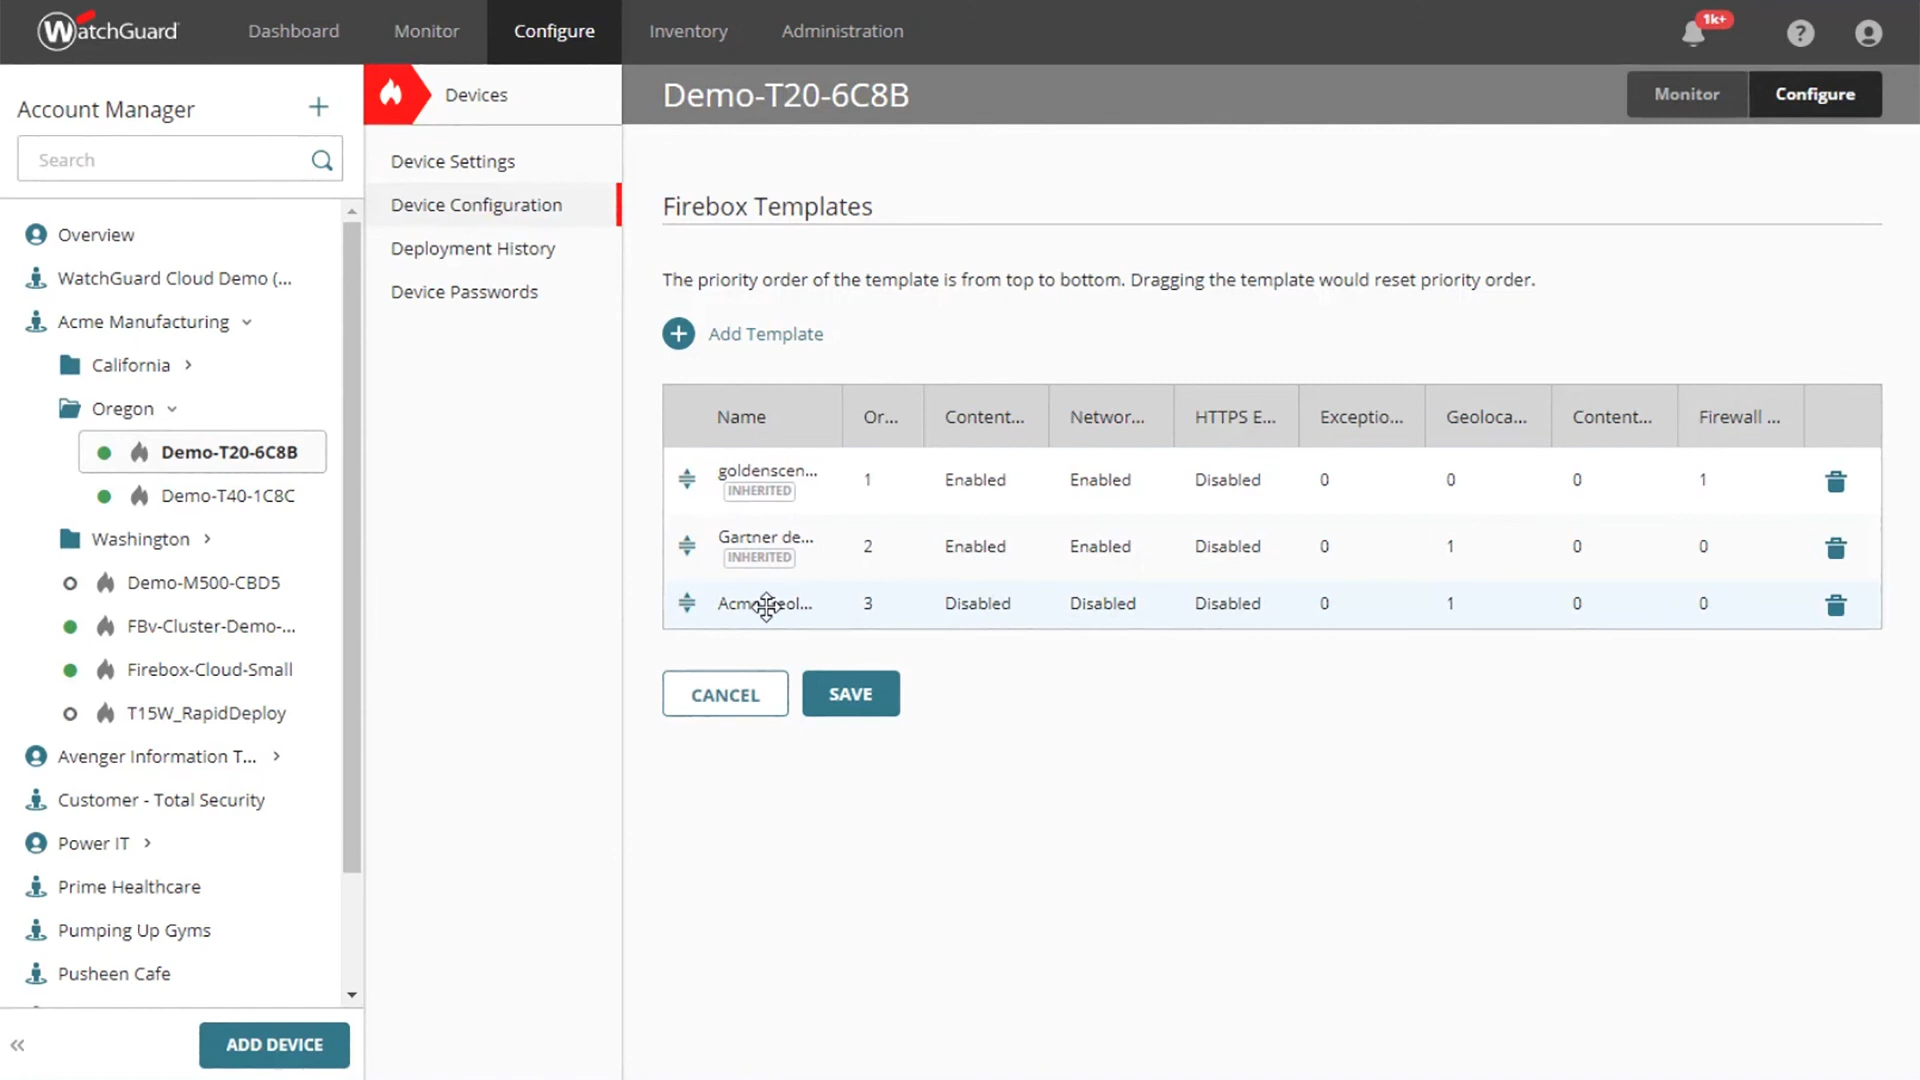 WatchGuard
Dashboard
Monitor
Configure
Inventory
Administration
1k+
?
Account Manager
Search
Overview
WatchGuard Cloud Demo (...
Acme Manufacturing
California
Oregon
Demo-T20-6C8B
Demo-T40-1C8C
Washington
Demo-M500-CBD5
FBv-Cluster-Demo-...
Firebox-Cloud-Small
T15W_RapidDeploy
Avenger Information T...
Customer - Total Security
Power IT
Prime Healthcare
Pumping Up Gyms
Pusheen Cafe
ADD DEVICE
Devices
Device Settings
Device Configuration
Deployment History
Device Passwords
Demo-T20-6C8B
Monitor
Configure
Firebox Templates
The priority order of the template is from top to bottom. Dragging the template would reset priority order.
Add Template
Name Or... Content... Networ... HTTPS E... Exceptio... Geoloca... Content... Firewall ...
goldenscen... 1 Enabled Enabled Disabled 0 0 0 1
INHERITED
Gartner de... 2 Enabled Enabled Disabled 0 1 0 0
INHERITED
3 Disabled Disabled Disabled 0 1 0 0
CANCEL
SAVE